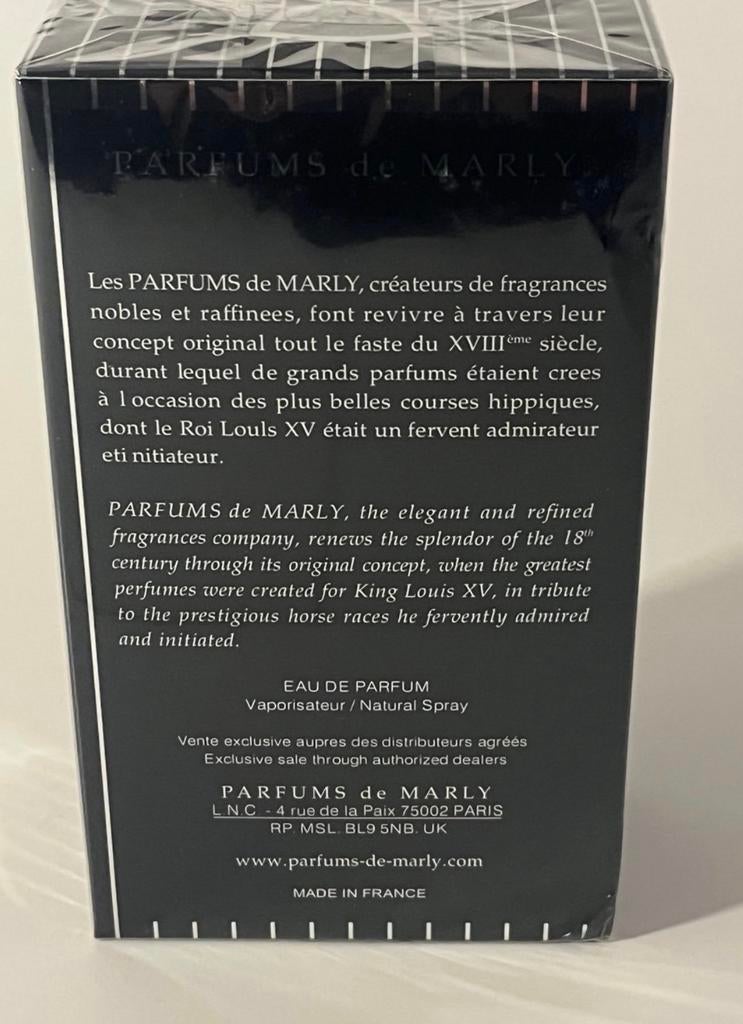 PARFUMS de MARLY
Les PARFUMS de MARLY, créateurs de fragrances
nobles et raffinees, font revivre à travers leur
concept original tout le faste du XVIIIème siècle,
durant lequel de grands parfums étaient crees
à l occasion des plus belles courses hippiques,
dont le Roi Louis XV était un fervent admirateur
eti nitiateur.
PARFUMS de MARLY, the elegant and refined
fragrances company, renews the splendor of the 18th
century through its original concept, when the greatest
perfumes were created for King Louis XV, in tribute
to the prestigious horse races he fervently admired
and initiated.
EAU DE PARFUM
Vaporisateur / Natural Spray
Vente exclusive aupres des distributeurs agréés
Exclusive sale through authorized dealers
PARFUMS de MARLY
L N.C - 4 rue de la Paix 75002 PARIS
RP. MSL. BL9 5NB. UK
www.parfums-de-marly.com
MADE IN FRANCE